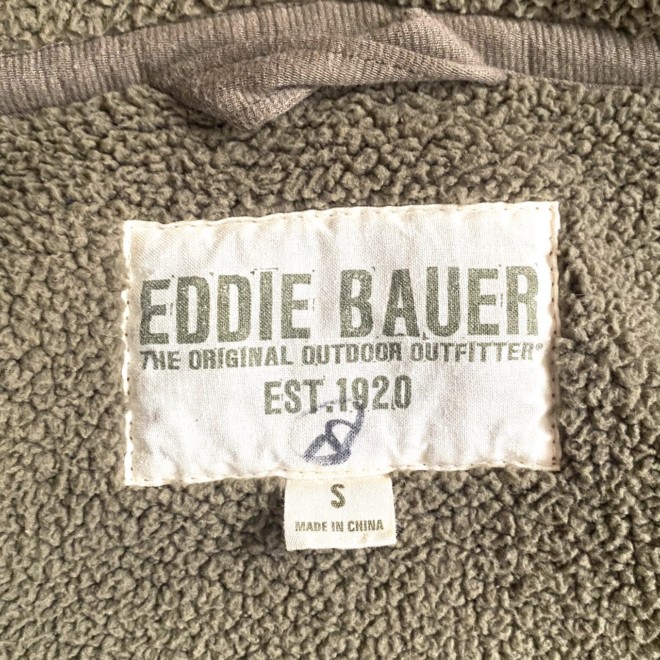 EDDIE BAUER
THE ORIGINAL OUTDOOR OUTFITTER®
EST. 1920
S
MADE IN CHINA